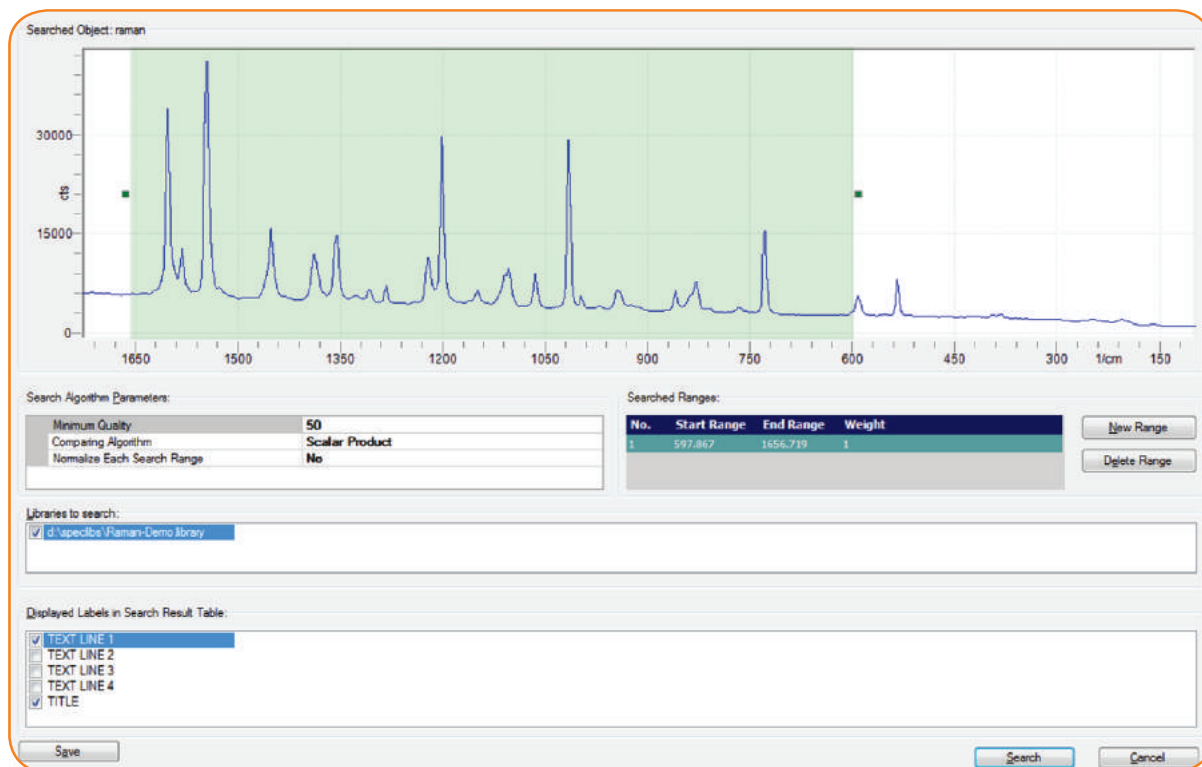 Searched Object: raman
30000
cts
15000
0
1650 1500 1350 1200 1050 900 750 600 450 300 1/cm 150
Search Algorithm Parameters:
Minimum Quality 50
Comparing Algorithm Scalar Product
Normalize Each Search Range No
Searched Ranges:
No. Start Range End Range Weight
1 597.867 1656.719 1
New Range
Delete Range
Libraries to search:
d:\speclibs\Raman-Demo.library
Displayed Labels in Search Result Table:
TEXT LINE 1
TEXT LINE 2
TEXT LINE 3
TEXT LINE 4
TITLE
Save Search Cancel